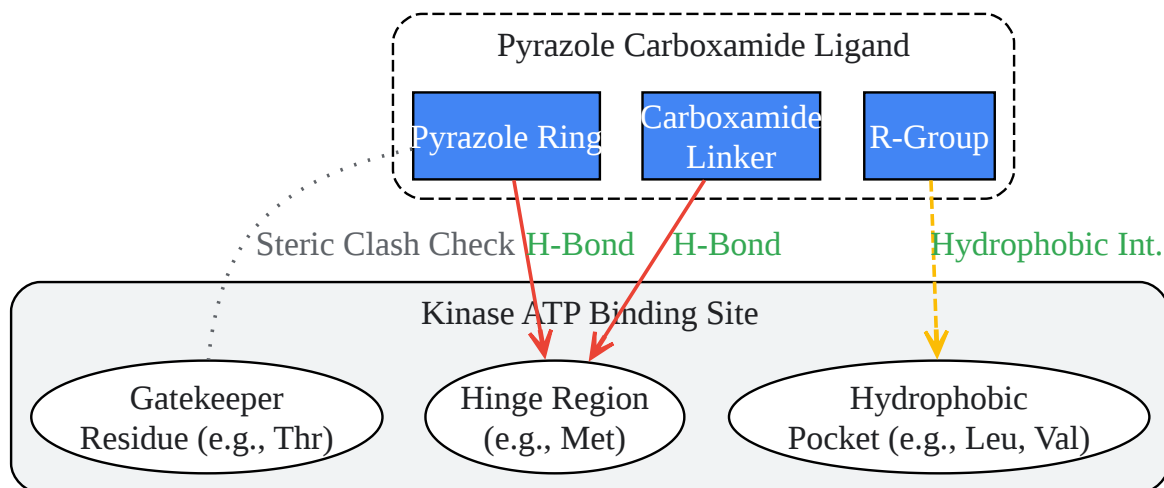 Pyrazole Carboxamide Ligand
Pyrazole Ring
Carboxamide
Linker
R-Group
Steric Clash Check
H-Bond
H-Bond
Hydrophobic Int.
Kinase ATP Binding Site
Gatekeeper
Residue (e.g., Thr)
Hinge Region
(e.g., Met)
Hydrophobic
Pocket (e.g., Leu, Val)